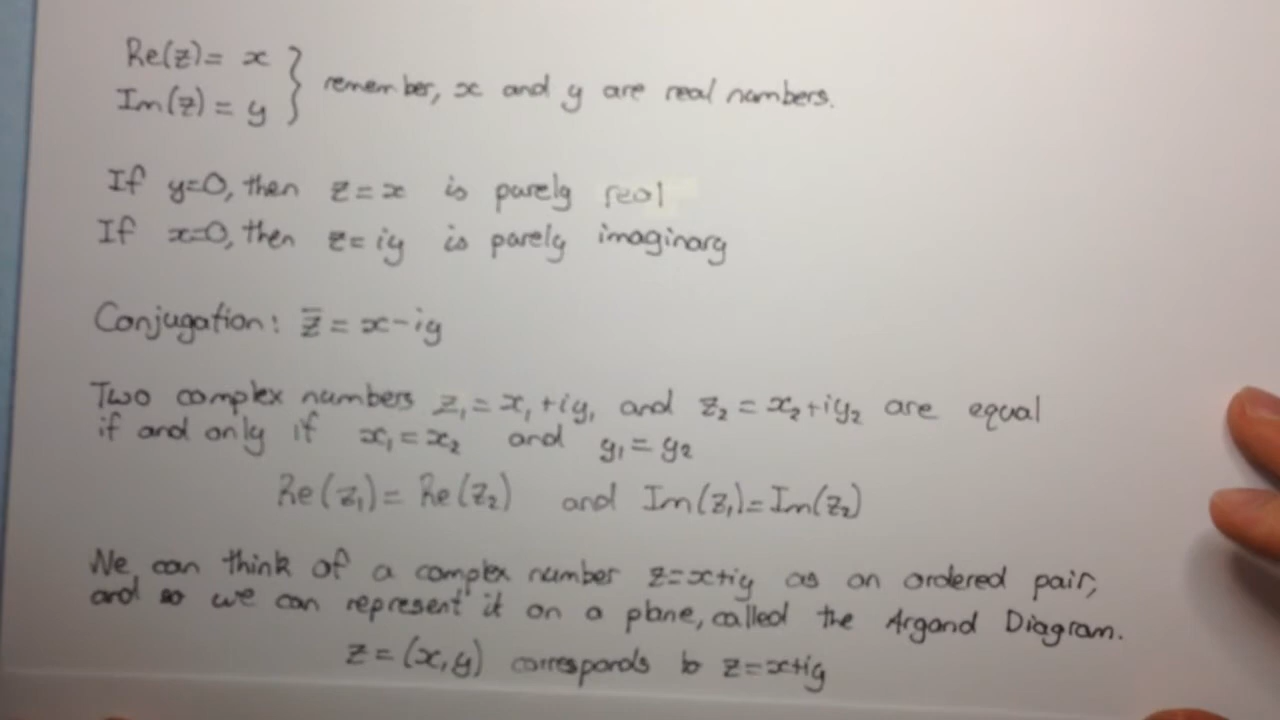 Re(z) = x
Im(z) = y } remember, x and y are real numbers.
If y=0, then z = x is purely real
If x=0, then z = iy is purely imaginary
Conjugation: z̄ = x - iy
Two complex numbers z₁ = x₁ + iy₁ and z₂ = x₂ + iy₂ are equal
if and only if x₁ = x₂ and y₁ = y₂
Re(z₁) = Re(z₂) and Im(z₁) = Im(z₂)
We can think of a complex number z = x+iy as an ordered pair,
and so we can represent it on a plane, called the Argand Diagram.
z = (x, y) corresponds to z = x+iy